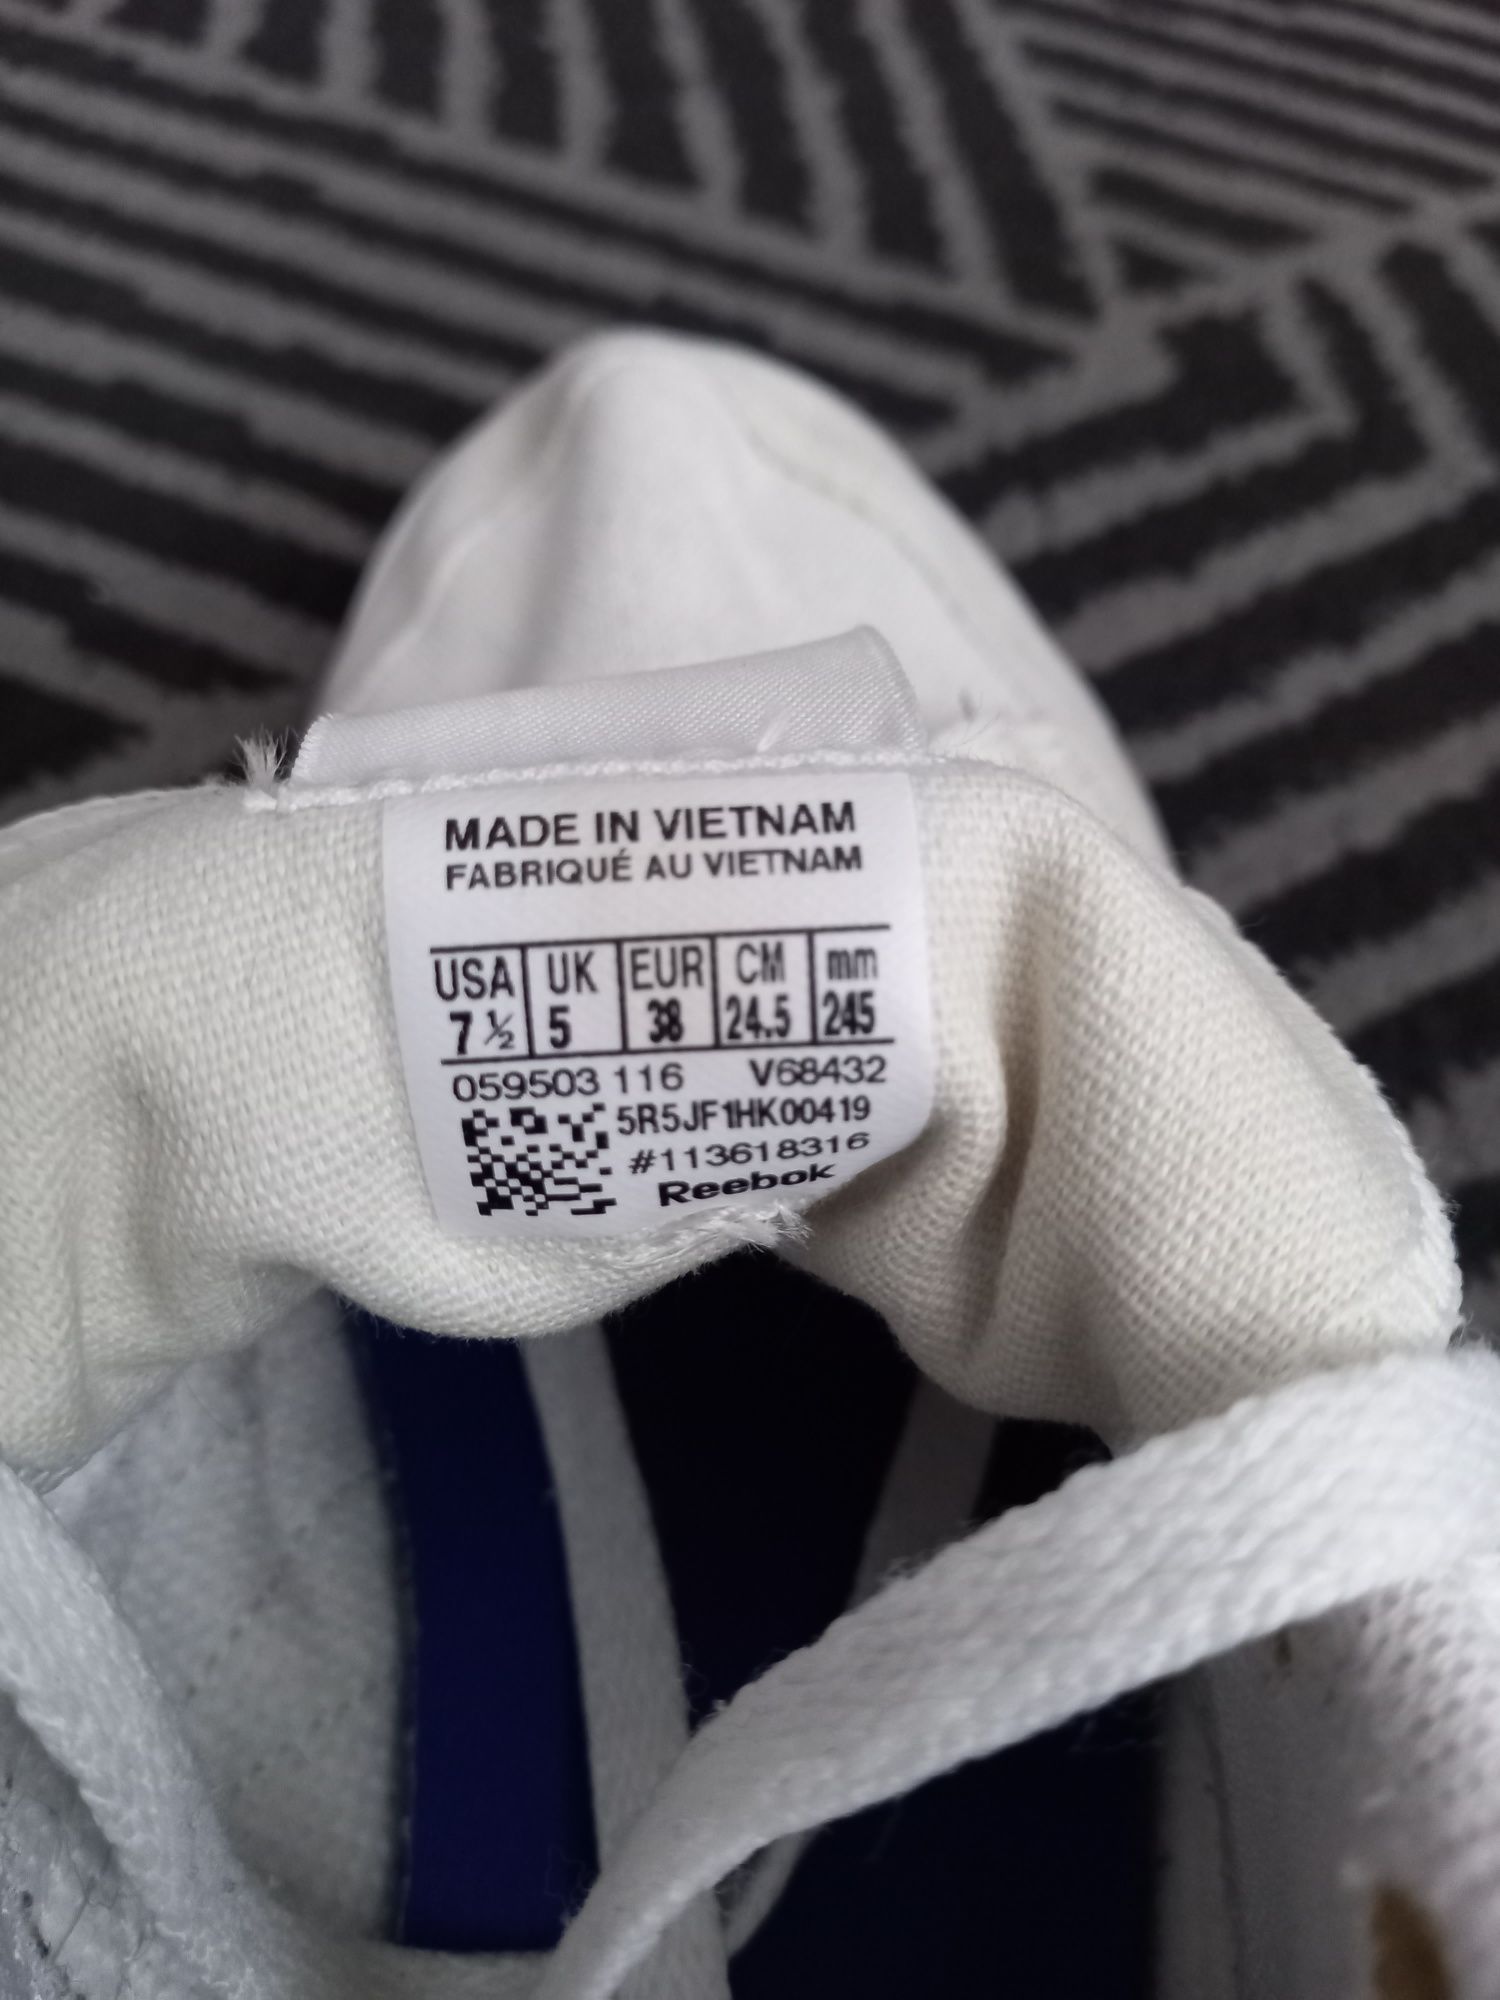 MADE IN VIETNAM
FABRIQUÉ AU VIETNAM
USA UK EUR CM mm
7 ½ 5 38 24.5 245
059503 116 V68432
5R5JF1HK00419
#113618316
Reebok